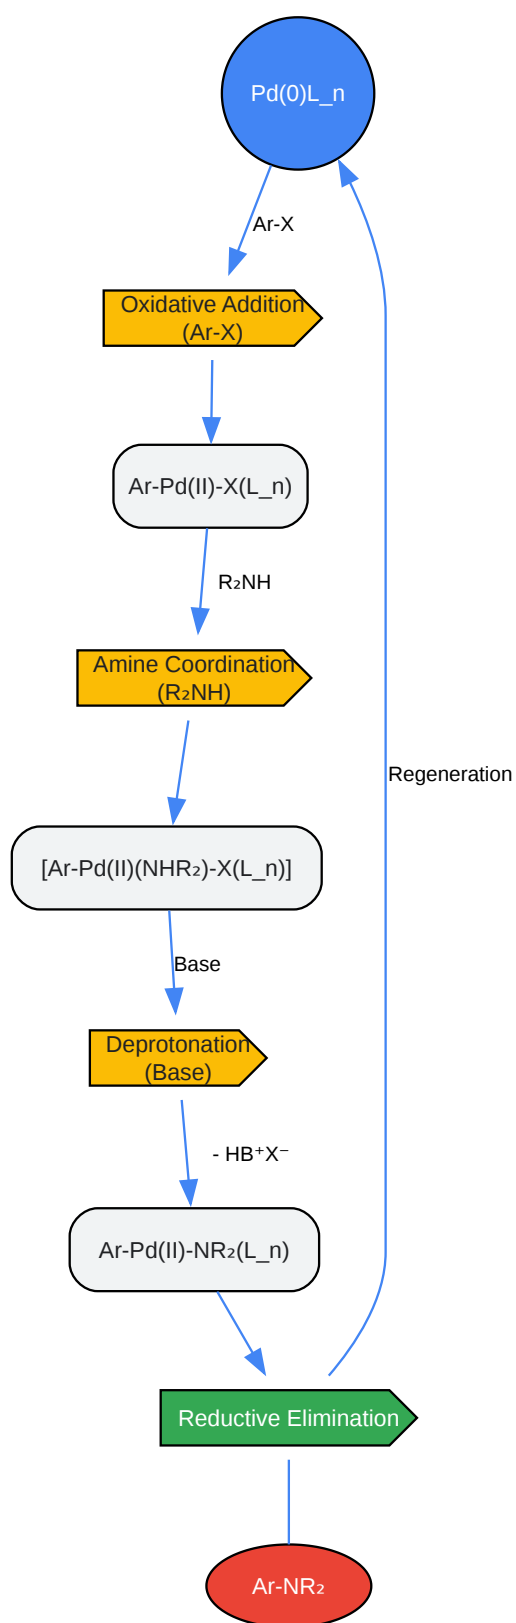 Pd(0)L_n
Ar-X
Oxidative Addition
(Ar-X)
Ar-Pd(II)-X(L_n)
R₂NH
Amine Coordination
(R₂NH)
Regeneration
[Ar-Pd(II)(NHR₂)-X(L_n)]
Base
Deprotonation
(Base)
- HB⁺X⁻
Ar-Pd(II)-NR₂(L_n)
Reductive Elimination
Ar-NR₂